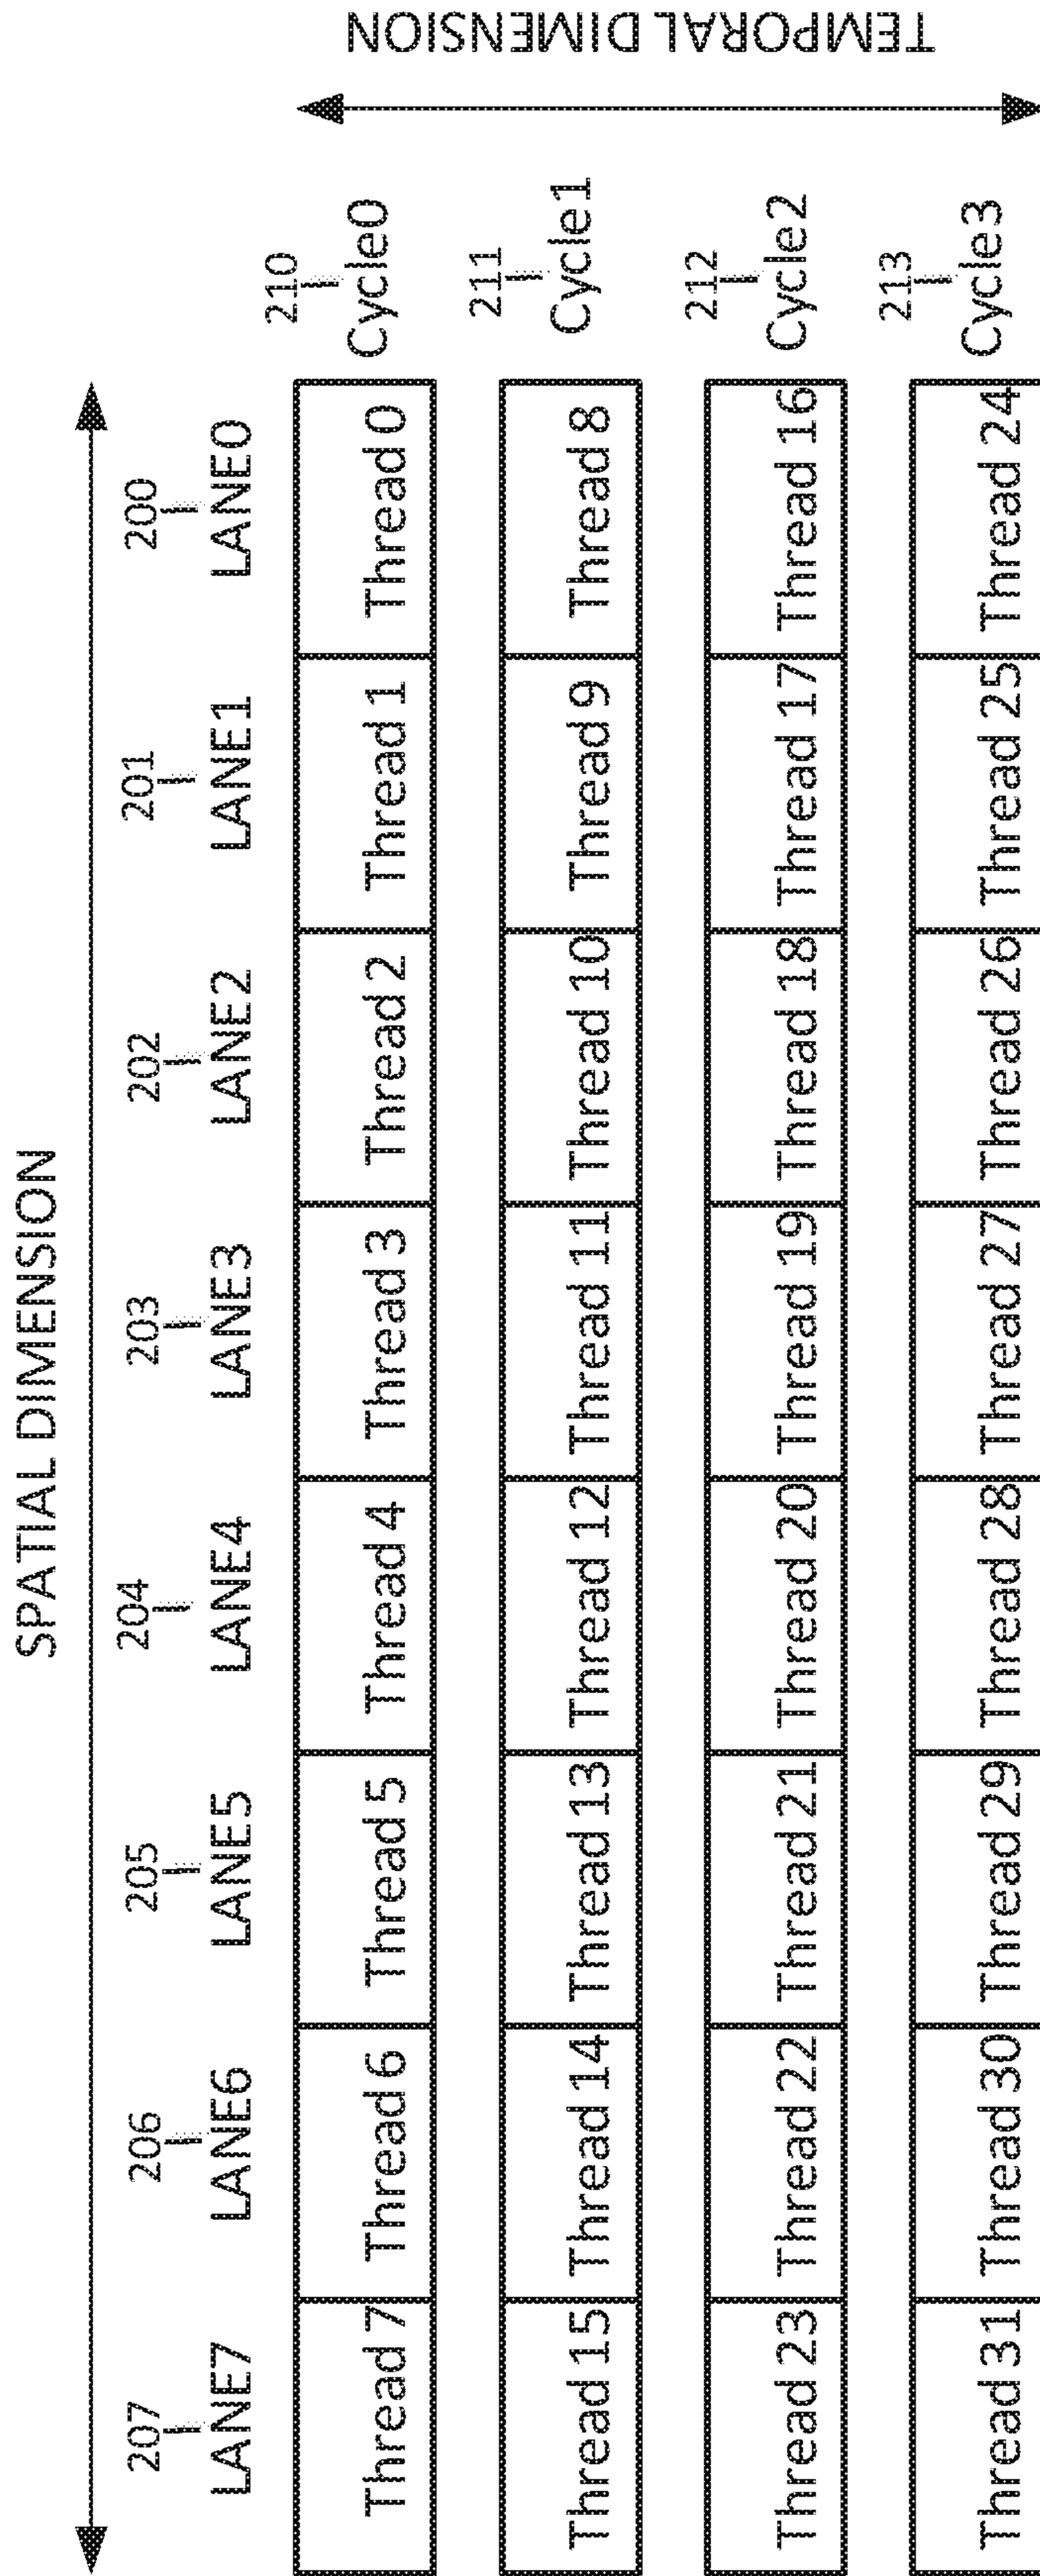 SPATIAL DIMENSION
207 206 205 204 203 202 201 200
LANE7 LANE6 LANE5 LANE4 LANE3 LANE2 LANE1 LANE0
210
Thread 7 Thread 6 Thread 5 Thread 4 Thread 3 Thread 2 Thread 1 Thread 0 Cycle0
211
Thread 15 Thread 14 Thread 13 Thread 12 Thread 11 Thread 10 Thread 9 Thread 8 Cycle1
212
Thread 23 Thread 22 Thread 21 Thread 20 Thread 19 Thread 18 Thread 17 Thread 16 Cycle2
213
Thread 31 Thread 30 Thread 29 Thread 28 Thread 27 Thread 26 Thread 25 Thread 24 Cycle3
TEMPORAL DIMENSION